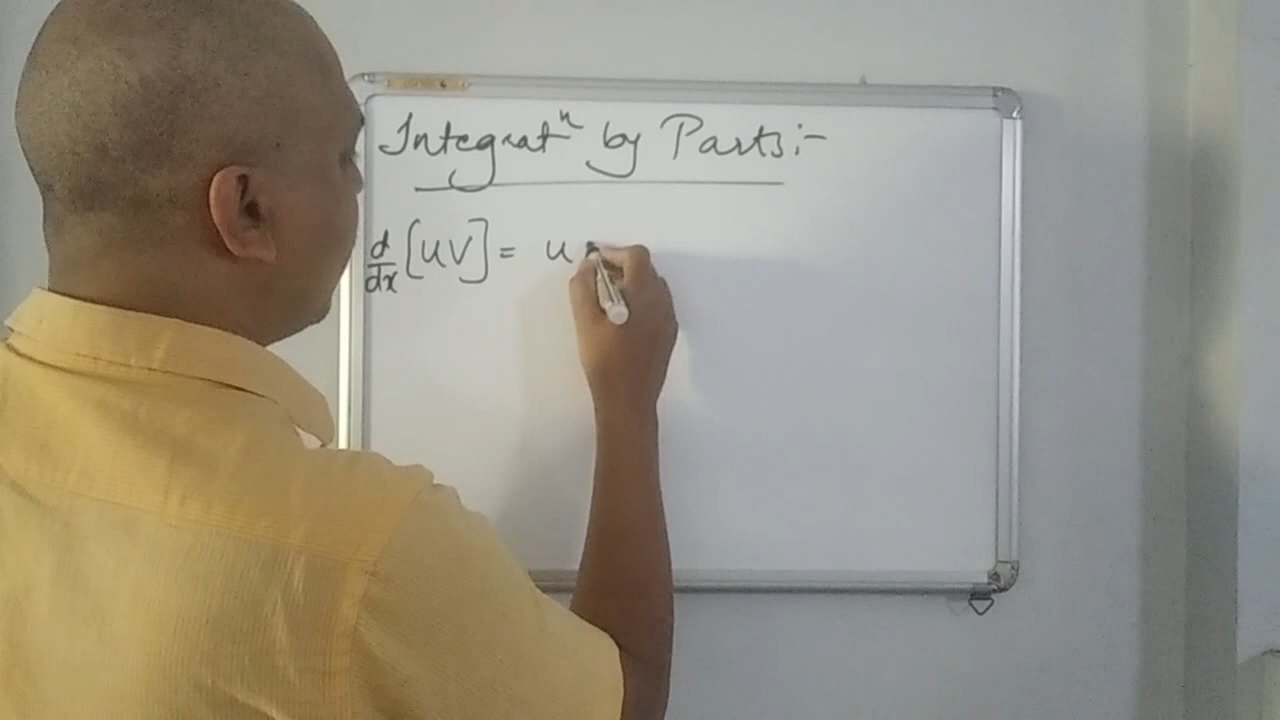 Integratⁿ by Parts :-
d/dx [UV] = u